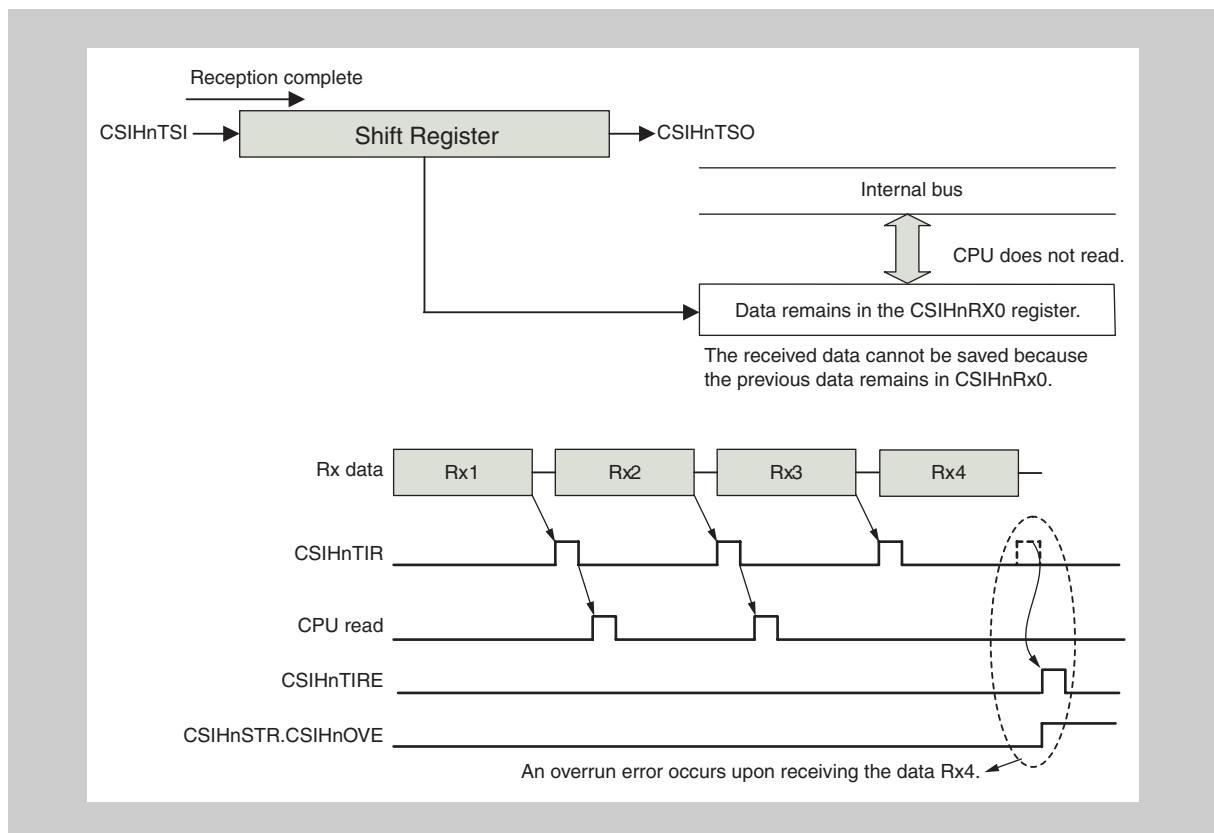 Reception complete
CSIHnTSI
Shift Register
CSIHnTSO
Internal bus
CPU does not read.
Data remains in the CSIHnRX0 register.
The received data cannot be saved because
the previous data remains in CSIHnRx0.
Rx data
Rx1
Rx2
Rx3
Rx4
CSIHnTIR
CPU read
CSIHnTIRE
CSIHnSTR.CSIHnOVE
An overrun error occurs upon receiving the data Rx4.